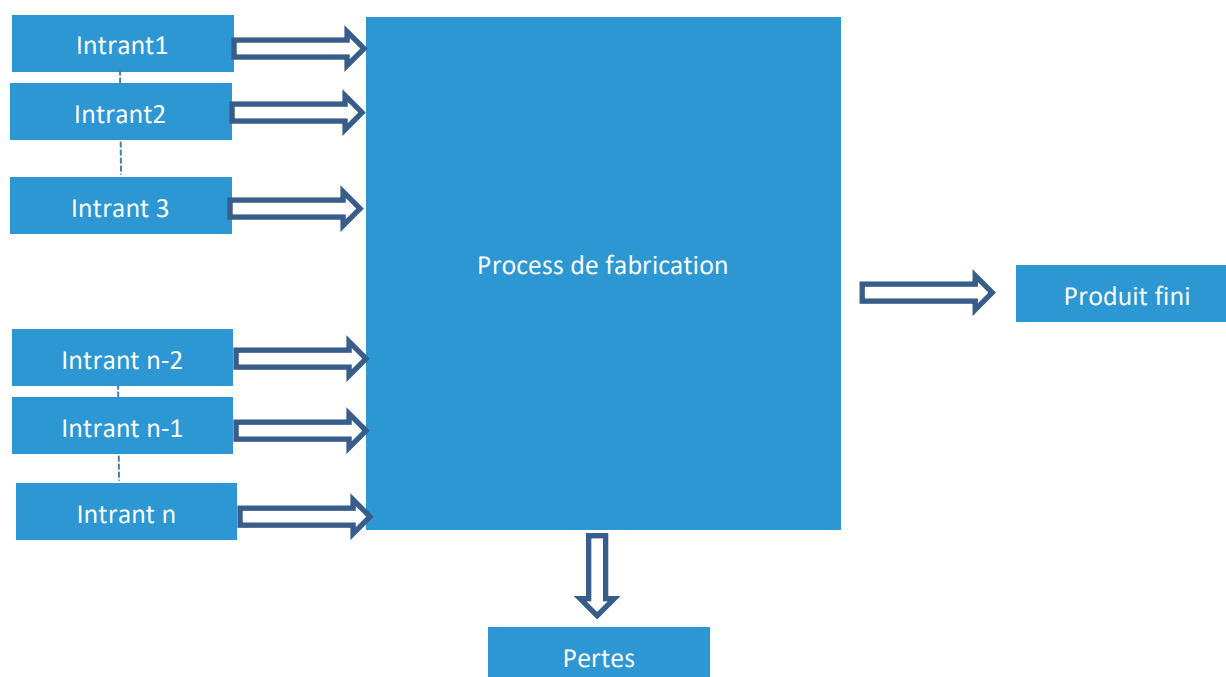 Intrant1
Intrant2
Intrant 3
Process de fabrication
Produit fini
Intrant n-2
Intrant n-1
Intrant n
Pertes